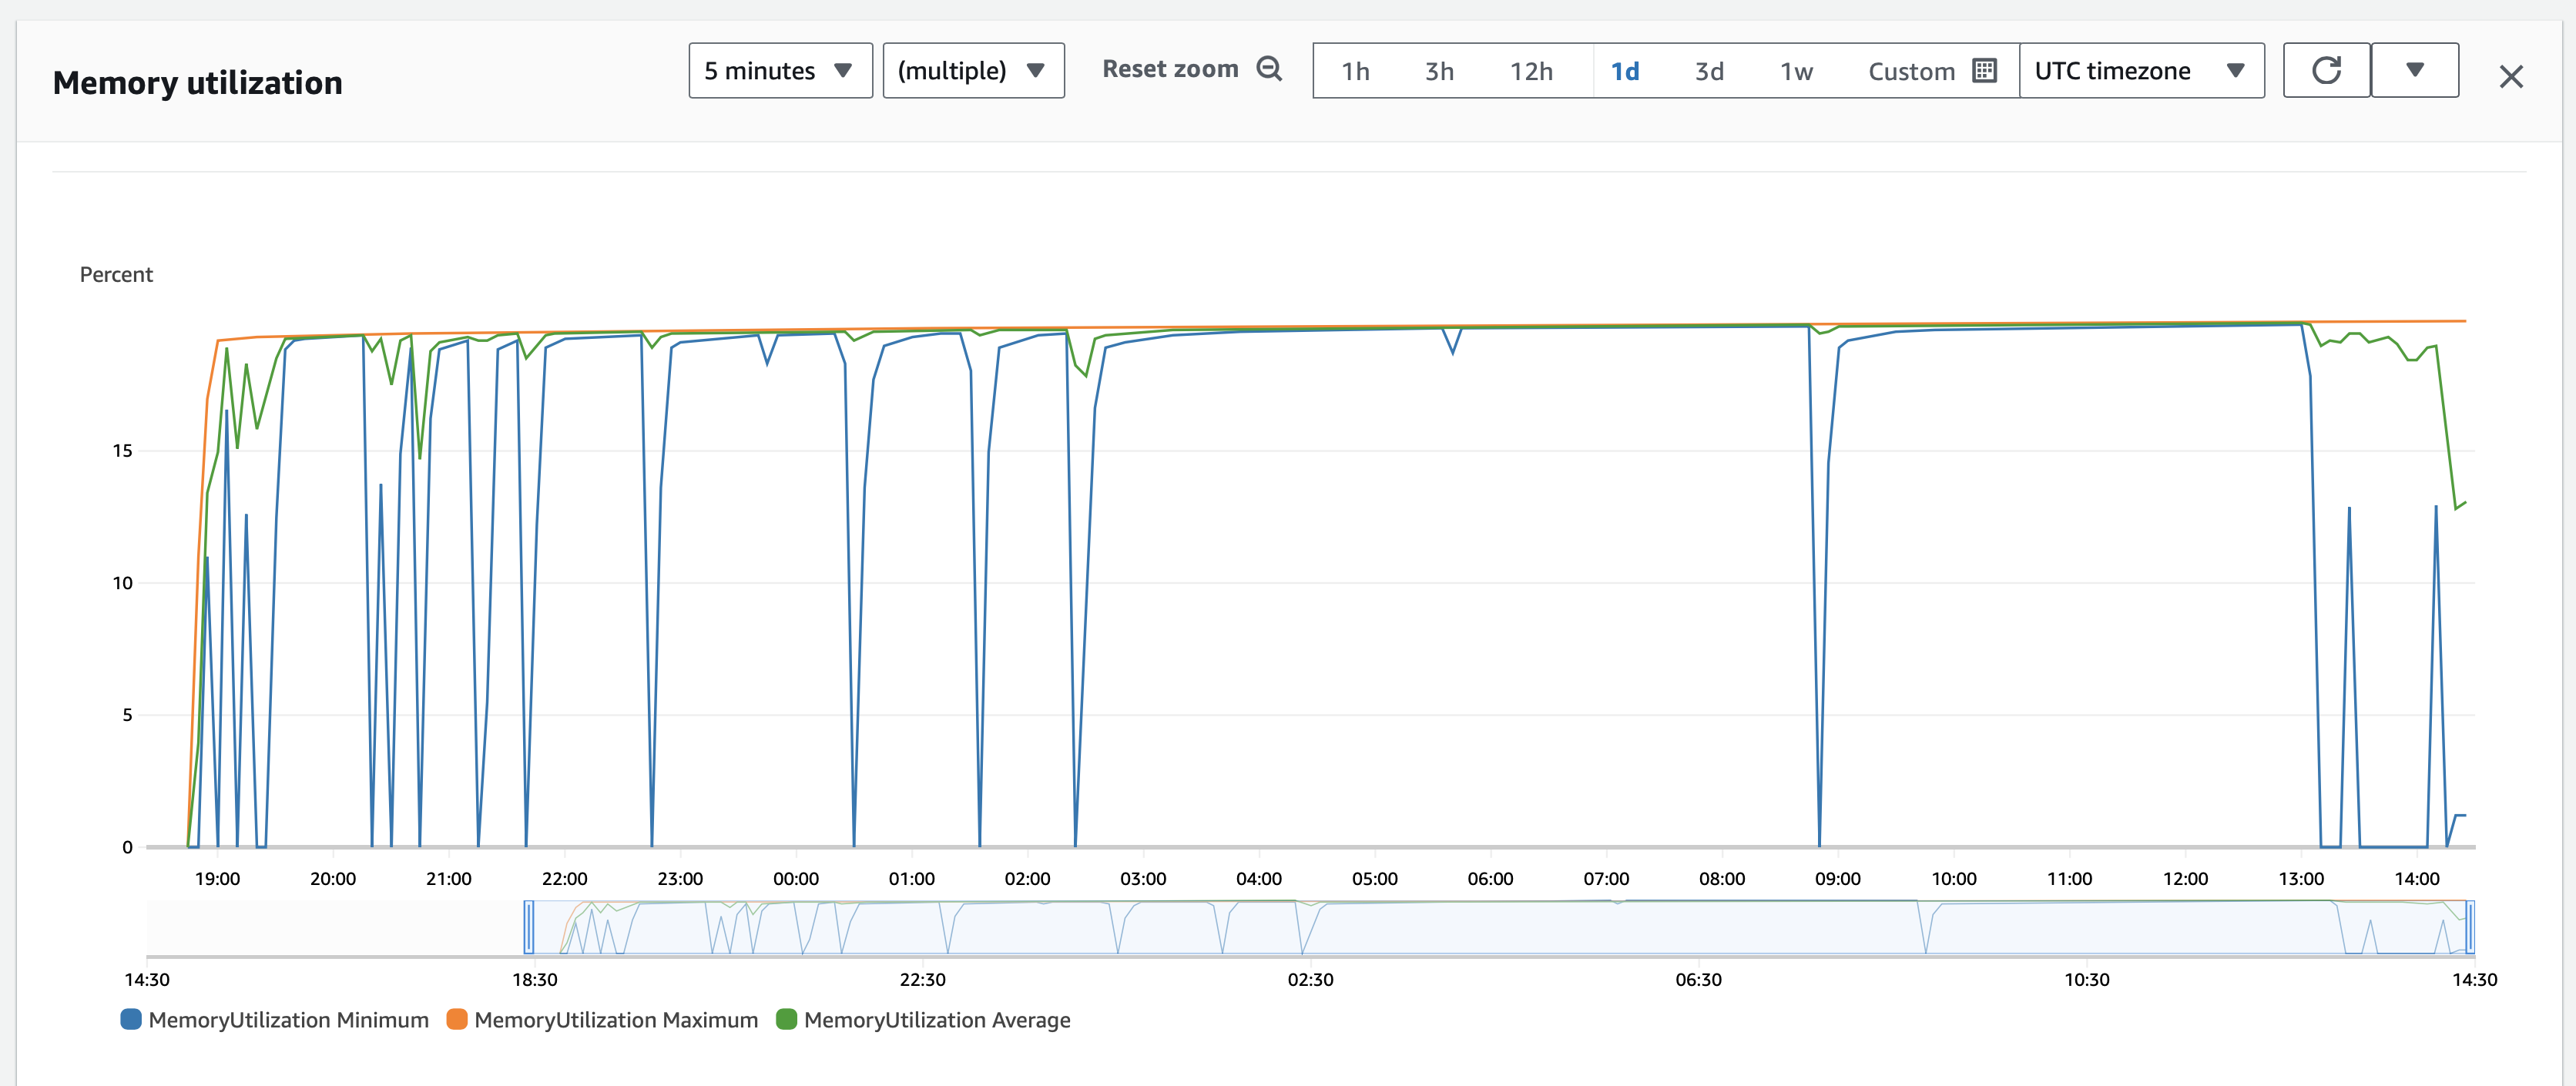 Memory utilization
5 minutes
(multiple)
Reset zoom
1h 3h 12h 1d 3d 1w Custom
UTC timezone
Percent
15
10
5
0
19:00 20:00 21:00 22:00 23:00 00:00 01:00 02:00 03:00 04:00 05:00 06:00 07:00 08:00 09:00 10:00 11:00 12:00 13:00 14:00
14:30 18:30 22:30 02:30 06:30 10:30 14:30
MemoryUtilization Minimum MemoryUtilization Maximum MemoryUtilization Average